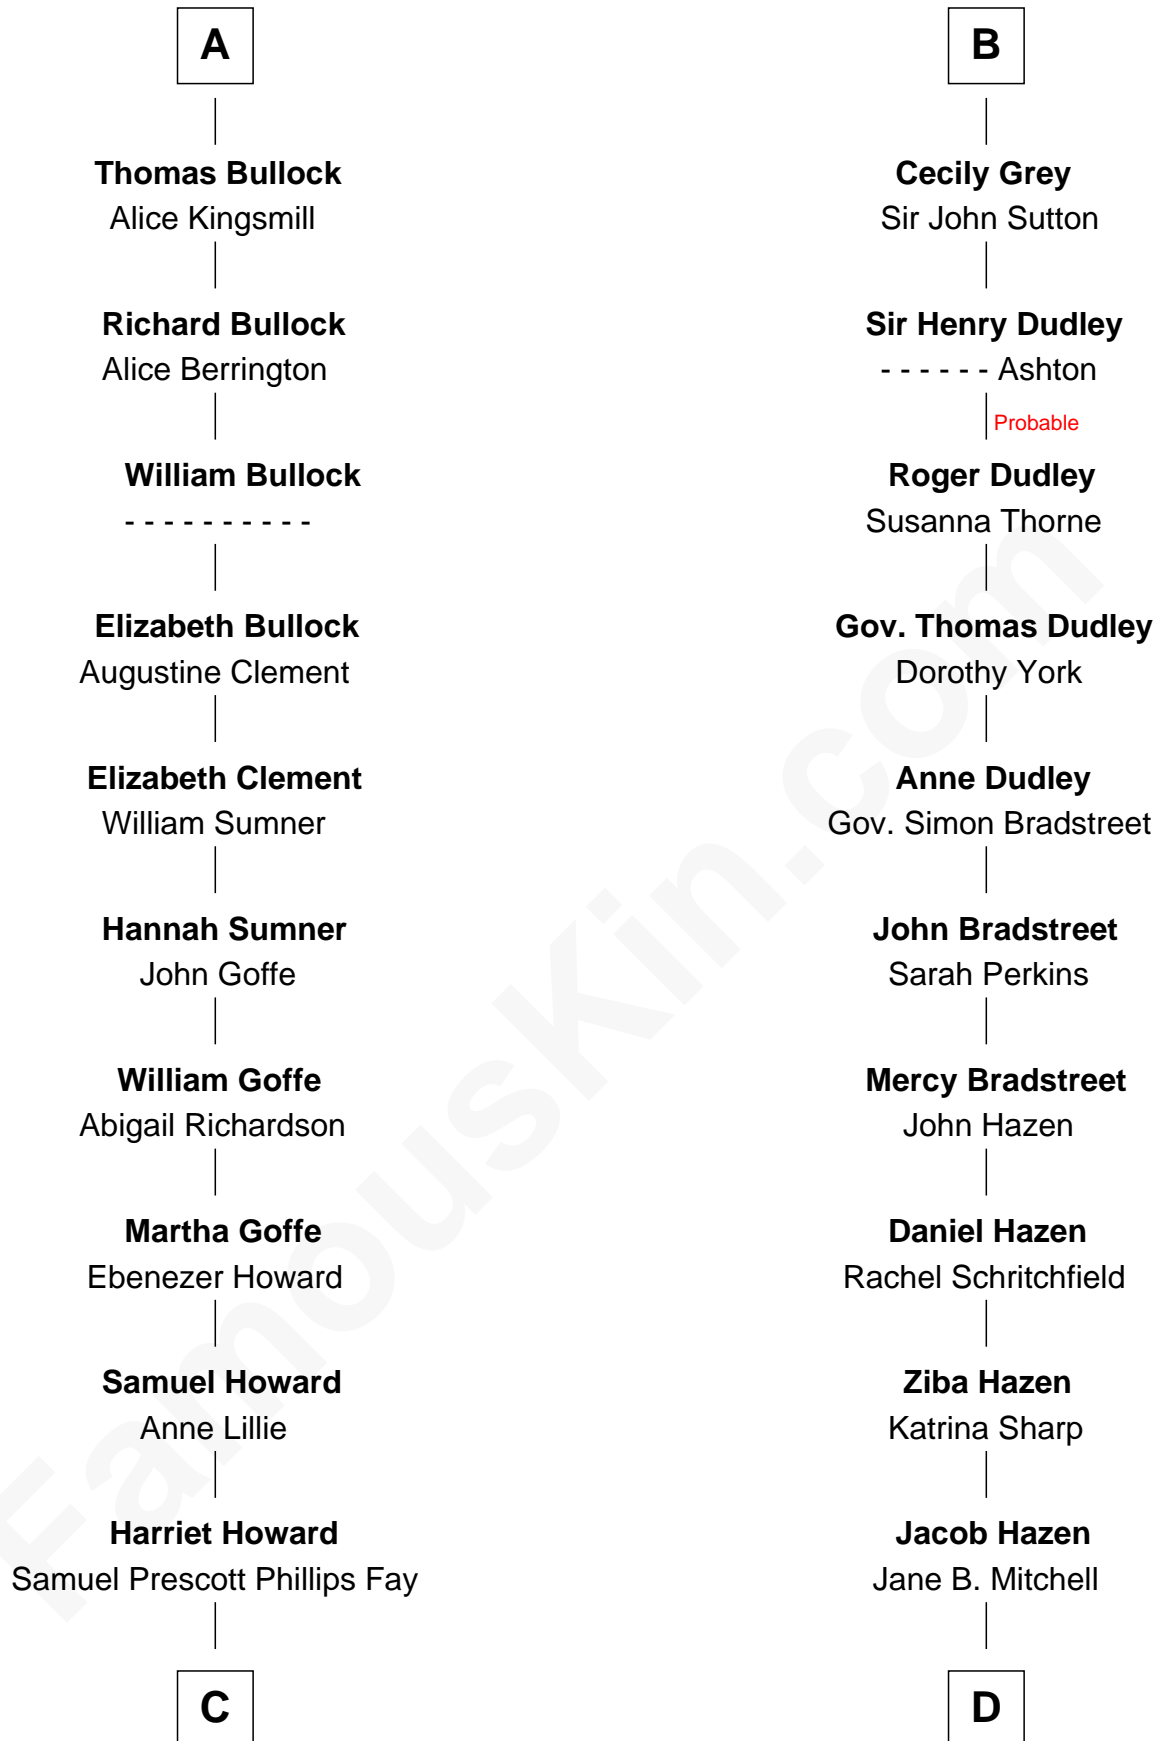 A
Thomas Bullock
Alice Kingsmill
Richard Bullock
Alice Berrington
William Bullock
- - - - - - - - - -
Elizabeth Bullock
Augustine Clement
Elizabeth Clement
William Sumner
Hannah Sumner
John Goffe
William Goffe
Abigail Richardson
Martha Goffe
Ebenezer Howard
Samuel Howard
Anne Lillie
Harriet Howard
Samuel Prescott Phillips Fay
C
B
Cecily Grey
Sir John Sutton
Sir Henry Dudley
- - - - - - Ashton
Probable
Roger Dudley
Susanna Thorne
Gov. Thomas Dudley
Dorothy York
Anne Dudley
Gov. Simon Bradstreet
John Bradstreet
Sarah Perkins
Mercy Bradstreet
John Hazen
Daniel Hazen
Rachel Schritchfield
Ziba Hazen
Katrina Sharp
Jacob Hazen
Jane B. Mitchell
D
FamousKin.com